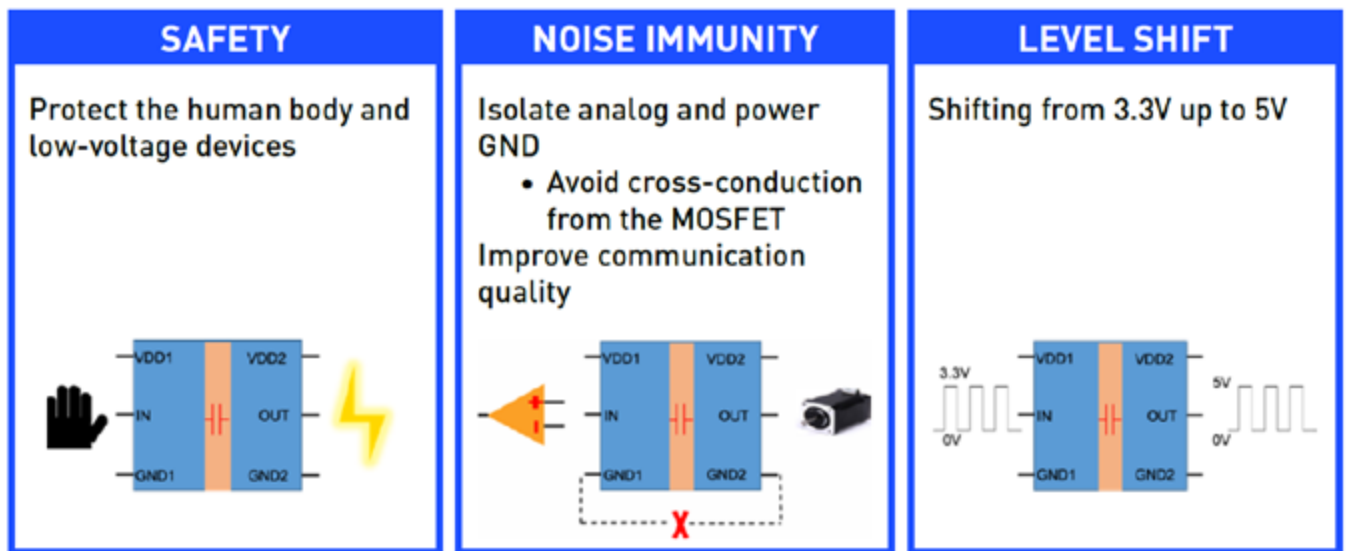 SAFETY
Protect the human body and
low-voltage devices
VDD1
VDD2
IN
OUT
GND1
GND2
NOISE IMMUNITY
Isolate analog and power
GND
• Avoid cross-conduction
from the MOSFET
Improve communication
quality
VDD1
VDD2
+
-
IN
OUT
GND1
GND2
X
LEVEL SHIFT
Shifting from 3.3V up to 5V
VDD1
VDD2
3.3V
5V
IN
OUT
0V
0V
GND1
GND2